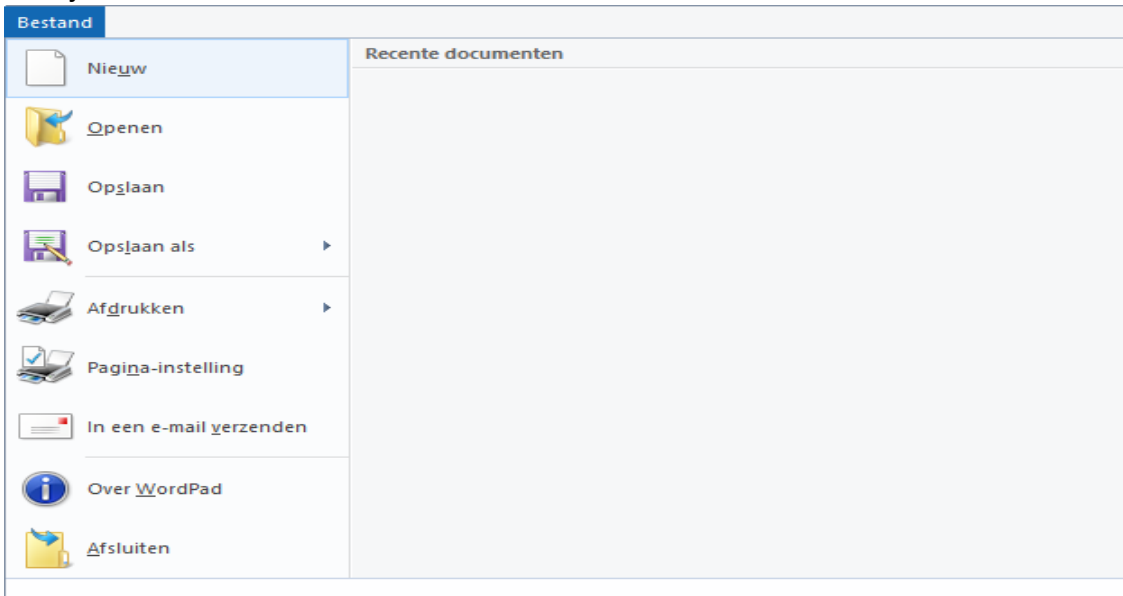 Bestand
Nieuw
Recente documenten
Openen
Opslaan
Opslaan als
Afdrukken
Pagina-instelling
In een e-mail verzenden
Over WordPad
Afsluiten